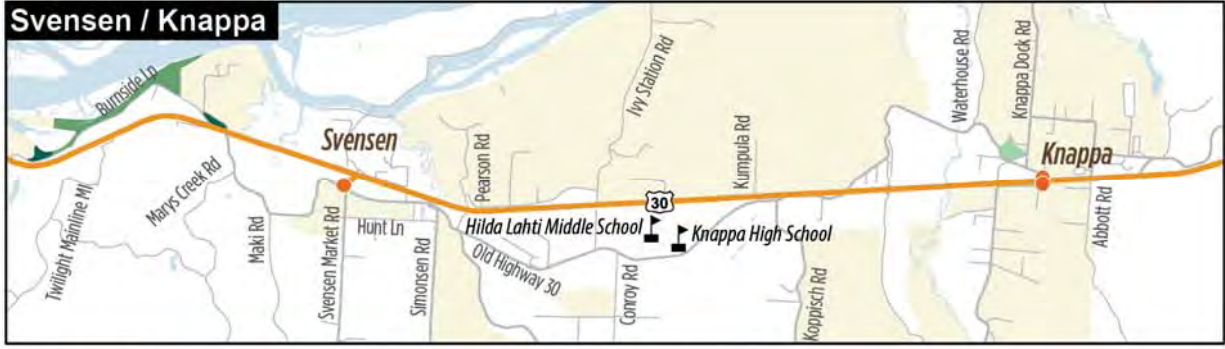 Svensen / Knappa
Burnside Ln
Twilight Mainline Ml
Marys Creek Rd
Maki Rd
Svensen
Svensen Market Rd
Hunt Ln
Simonsen Rd
Pearson Rd
Old Highway 30
Ivy Station Rd
30
Hilda Lahti Middle School
Knappa High School
Conroy Rd
Kumpula Rd
Koppisch Rd
Waterhouse Rd
Knappa Dock Rd
Knappa
Abbott Rd